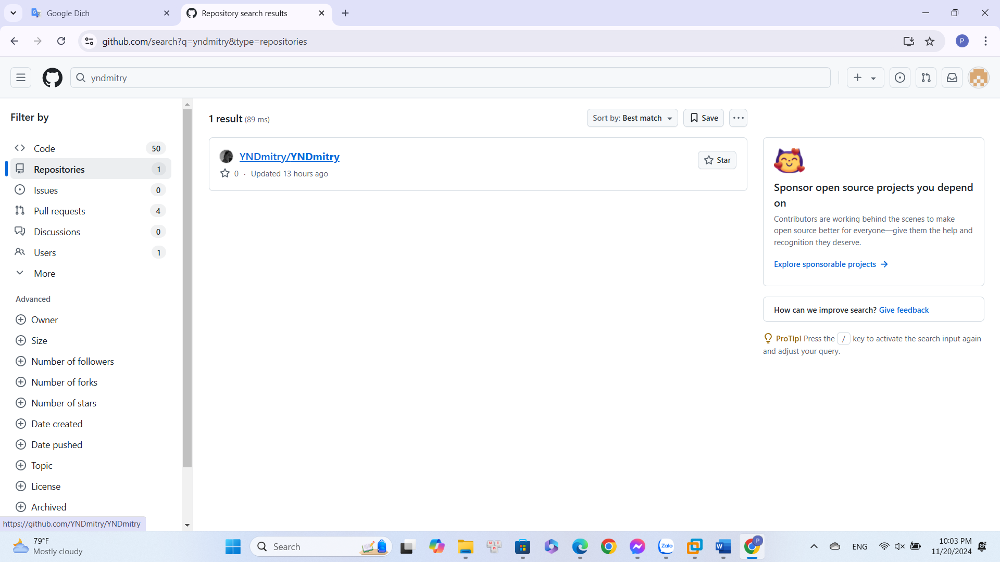 Google Dịch
Repository search results
github.com/search?q=yndmitry&type=repositories
P
yndmitry
Filter by
Code 50
Repositories 1
Issues 0
Pull requests 4
Discussions 0
Users 1
More
Advanced
Owner
Size
Number of followers
Number of forks
Number of stars
Date created
Date pushed
Topic
License
Archived
https://github.com/YNDmitry/YNDmitry
1 result (89 ms)
Sort by: Best match
Save
YNDmitry/YNDmitry
Star
0 · Updated 13 hours ago
Sponsor open source projects you depend
on
Contributors are working behind the scenes to make
open source better for everyone—give them the help and
recognition they deserve.
Explore sponsorable projects
How can we improve search? Give feedback
ProTip! Press the / key to activate the search input again
and adjust your query.
79°F
Mostly cloudy
Search
Zalo
W
P
ENG
10:03 PM
11/20/2024